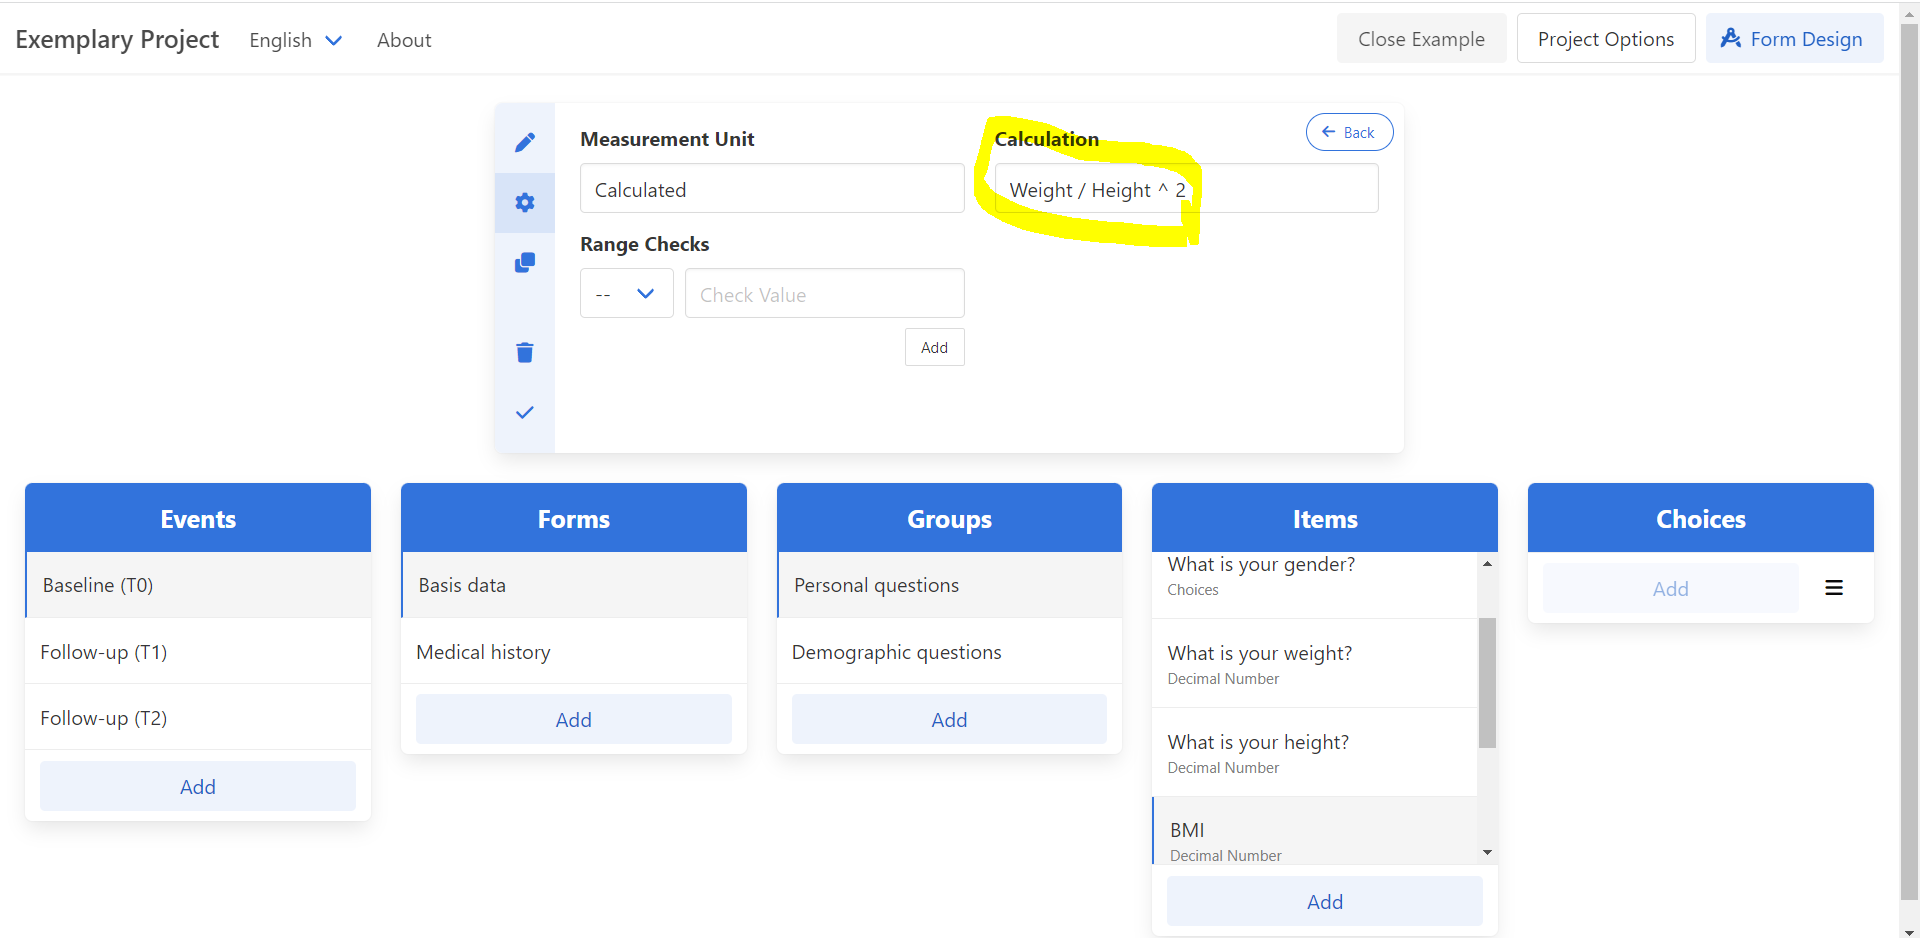 Exemplary Project English About Close Example Project Options Form Design
Measurement Unit Calculation Back
Calculated Weight / Height ^ 2
Range Checks
-- Check Value
Add
Events
Baseline (T0)
Follow-up (T1)
Follow-up (T2)
Add
Forms
Basis data
Medical history
Add
Groups
Personal questions
Demographic questions
Add
Items
What is your gender?
Choices
What is your weight?
Decimal Number
What is your height?
Decimal Number
BMI
Decimal Number
Add
Choices
Add